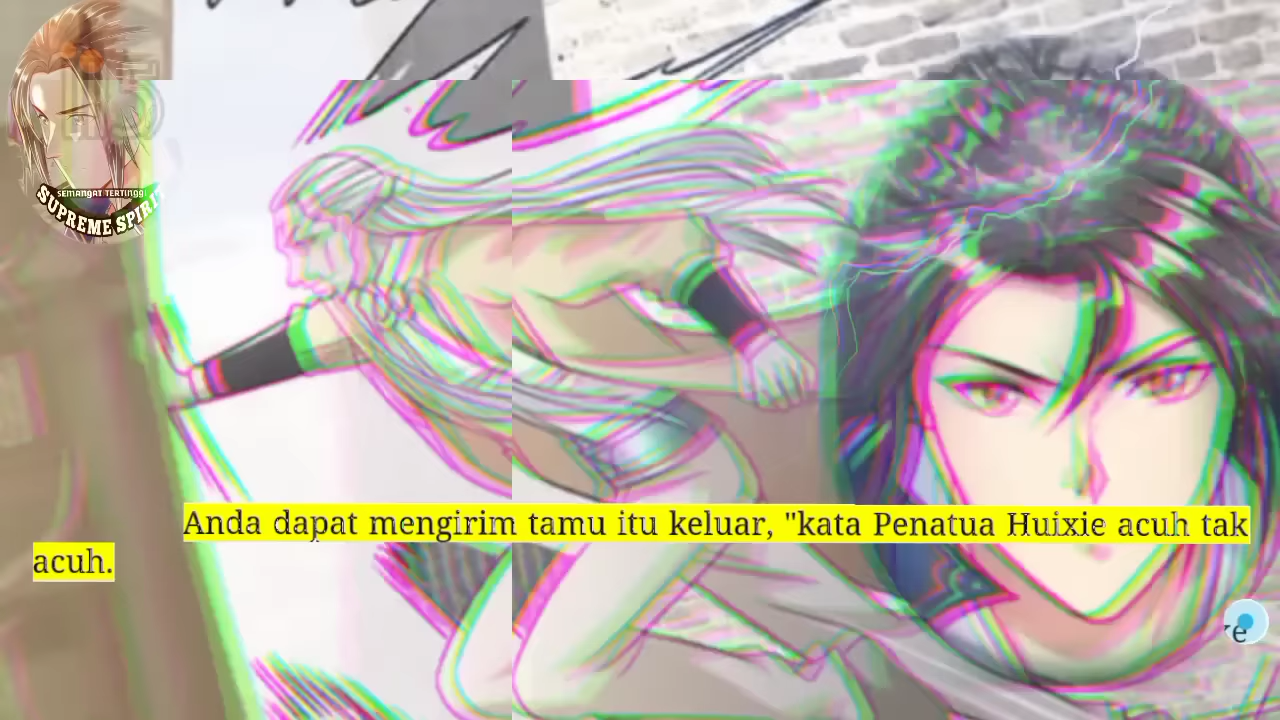 SEMANGAT TERTINGGI
SUPREME SPIRIT
Anda dapat mengirim tamu itu keluar, "kata Penatua Huixie acuh tak
acuh.